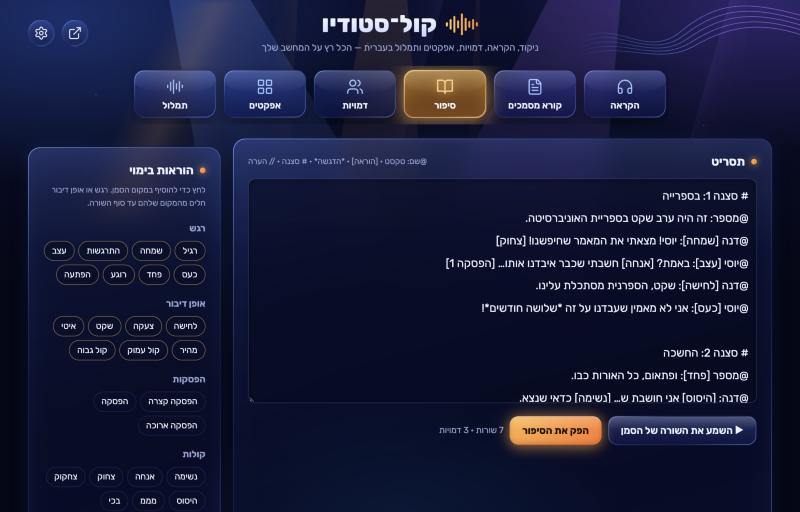 קול־סטודיו
ניקוד, הקראה, דמויות, אפקטים ותמלול בעברית — הכל רץ על המחשב שלך
הקראה
קורא מסמכים
סיפור
דמויות
אפקטים
תמלול
תסריט
@שם: טקסט • [הוראה] • *הדגשה* • # סצנה • // הערה
# סצנה 1: בספרייה
@מספר: זה היה ערב שקט בספריית האוניברסיטה.
@דנה [שמחה]: יוסי! מצאתי את המאמר שחיפשנו! [צחוק]
@יוסי [עצב]: באמת? [אנחה] חשבתי שכבר איבדנו אותו... [הפסקה 1]
@דנה [לחישה]: שקט, הספרנית מסתכלת עלינו.
@יוסי [כעס]: אני לא מאמין שעבדנו על זה *שלושה חודשים*!
# סצנה 2: החשכה
@מספר [פחד]: ופתאום, כל האורות כבו.
@דנה: [היסוס] אני חושבת ש... [נשימה] כדאי שנצא.
▶ השמע את השורה של הסמן
הפק את הסיפור
7 שורות • 3 דמויות
הוראות בימוי
לחץ כדי להוסיף במקום הסמן. רגש או אופן דיבור
חלים מהמקום שלהם עד סוף השורה.
רגש
רגיל שמחה התרגשות עצב
כעס פחד רוגע הפתעה
אופן דיבור
לחישה צעקה שקט איטי
מהיר קול עמוק קול גבוה
הפסקות
הפסקה קצרה הפסקה
הפסקה ארוכה
קולות
נשימה אנחה צחוק צחקוק
היסוס מממ בכי